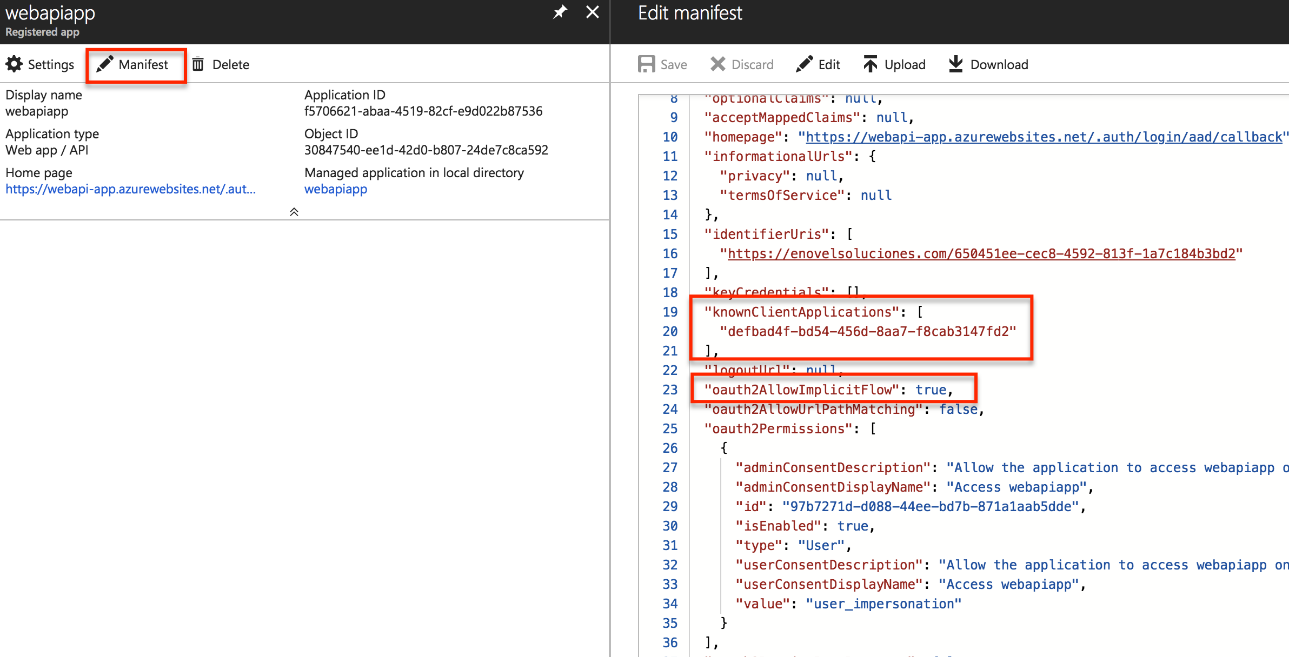 webapiapp
Registered app
Settings
Manifest
Delete
Display name
webapiapp
Application type
Web app / API
Home page
https://webapi-app.azurewebsites.net/.aut...
Application ID
f5706621-abaa-4519-82cf-e9d022b87536
Object ID
30847540-ee1d-42d0-b807-24de7c8ca592
Managed application in local directory
webapiapp
Edit manifest
Save
Discard
Edit
Upload
Download
8 "optionalClaims": null,
9 "acceptMappedClaims": null,
10 "homepage": "https://webapi-app.azurewebsites.net/.auth/login/aad/callback"
11 "informationalUrls": {
12 "privacy": null,
13 "termsOfService": null
14 },
15 "identifierUris": [
16 "https://enovelsoluciones.com/650451ee-cec8-4592-813f-1a7c184b3bd2"
17 ],
18 "keyCredentials": [],
19 "knownClientApplications": [
20 "defbad4f-bd54-456d-8aa7-f8cab3147fd2"
21 ],
22 "logoutUrl": null,
23 "oauth2AllowImplicitFlow": true,
24 "oauth2AllowUrlPathMatching": false,
25 "oauth2Permissions": [
26 {
27 "adminConsentDescription": "Allow the application to access webapiapp o
28 "adminConsentDisplayName": "Access webapiapp",
29 "id": "97b7271d-d088-44ee-bd7b-871a1aab5dde",
30 "isEnabled": true,
31 "type": "User",
32 "userConsentDescription": "Allow the application to access webapiapp on
33 "userConsentDisplayName": "Access webapiapp",
34 "value": "user_impersonation"
35 }
36 ],